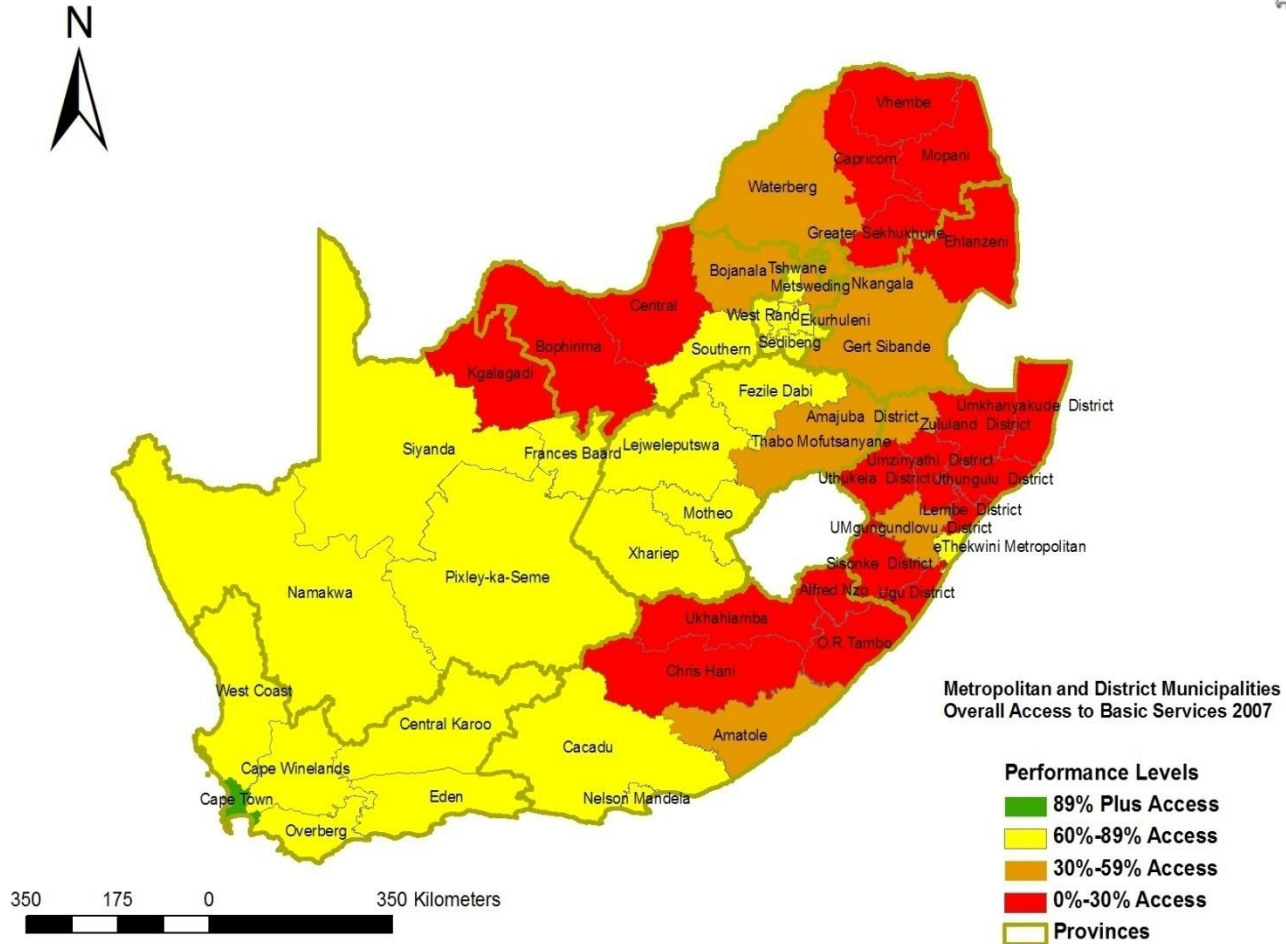 N
Vhembe
Capricorn
Mopani
Waterberg
Greater Sekhukhune
Ehlanzeni
Bojanala
Tshwane
Metsweding
Nkangala
Central
West Rand
Ekurhuleni
Bophirima
Southern
Sedibeng
Gert Sibande
Kgalagadi
Fezile Dabi
Umkhanyakude District
Amajuba District
Zululand District
Siyanda
Frances Baard
Lejweleputswa
Thabo Mofutsanyane
Umzinyathi District
Uthukela District
Uthungulu District
Motheo
iLembe District
UMgungundlovu District
eThekwini Metropolitan
Xhariep
Sisonke District
Pixley-ka-Seme
Namakwa
Alfred Nzo
Ugu District
Ukhahlamba
O.R.Tambo
Chris Hani
West Coast
Central Karoo
Amatole
Cacadu
Cape Winelands
Cape Town
Eden
Nelson Mandela
Overberg
Metropolitan and District Municipalities
Overall Access to Basic Services 2007
Performance Levels
89% Plus Access
60%-89% Access
30%-59% Access
0%-30% Access
Provinces
350 175 0 350 Kilometers